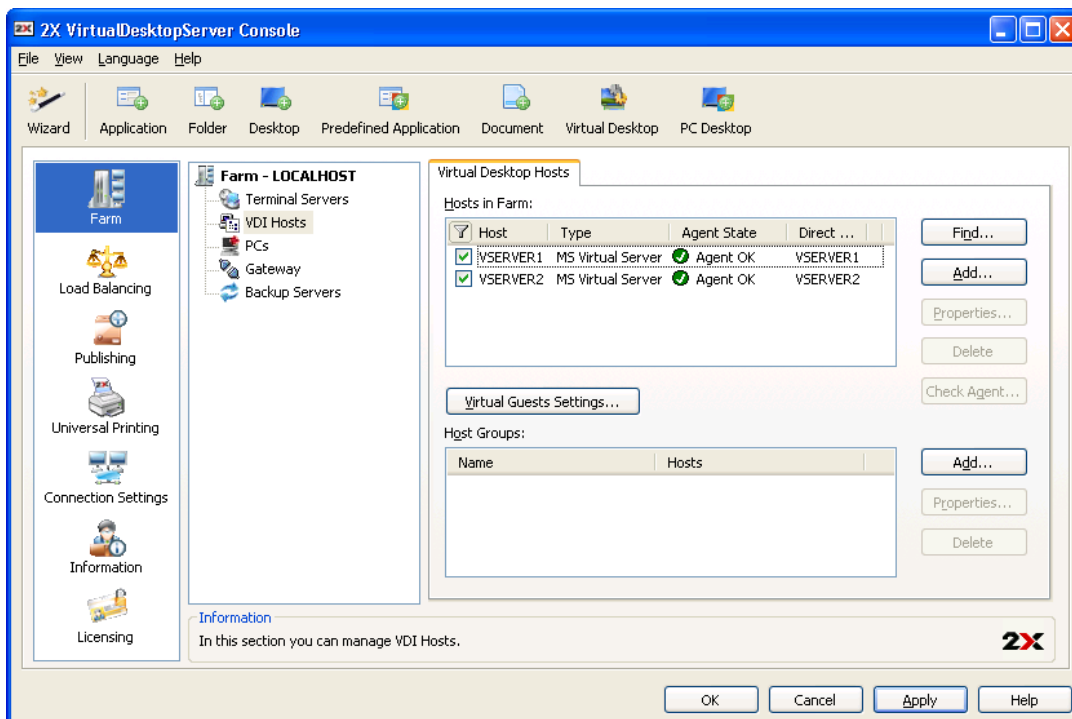 2X VirtualDesktopServer Console
File View Language Help
Wizard Application Folder Desktop Predefined Application Document Virtual Desktop PC Desktop
Farm
Load Balancing
Publishing
Universal Printing
Connection Settings
Information
Licensing
Farm - LOCALHOST
Terminal Servers
VDI Hosts
PCs
Gateway
Backup Servers
Virtual Desktop Hosts
Hosts in Farm:
Host Type Agent State Direct ...
VSERVER1 MS Virtual Server Agent OK VSERVER1
VSERVER2 MS Virtual Server Agent OK VSERVER2
Find...
Add...
Properties...
Delete
Check Agent...
Virtual Guests Settings...
Host Groups:
Name Hosts
Add...
Properties...
Delete
Information
In this section you can manage VDI Hosts.
2X
OK Cancel Apply Help